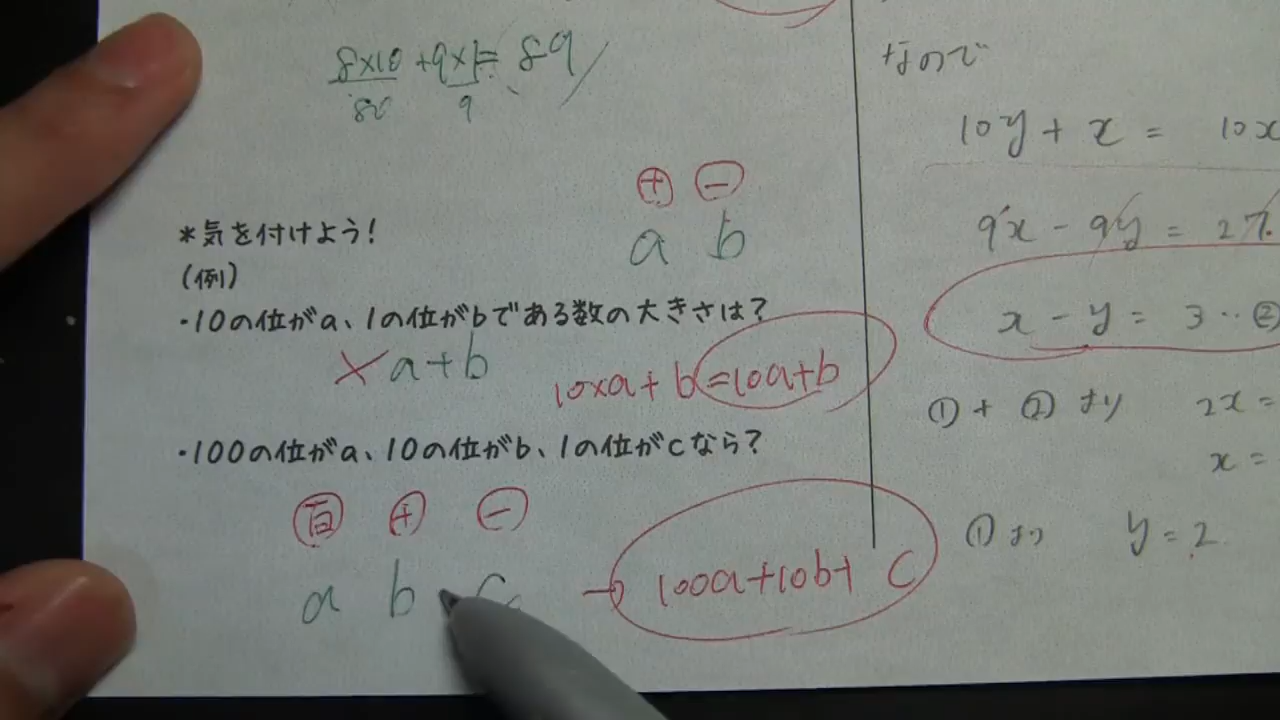 8×10+9×1=89
80 9
十 一
a b
*気を付けよう!
(例)
・10の位がa、1の位がbである数の大きさは?
×a+b
10×a+b=10a+b
・100の位がa、10の位がb、1の位がcなら?
百 十 一
a b c → 100a+10b+c
なので
10y+x = 10x
9x-9y = 27.
x-y = 3‥②
①+②より 2x=
x=
①より y=2.